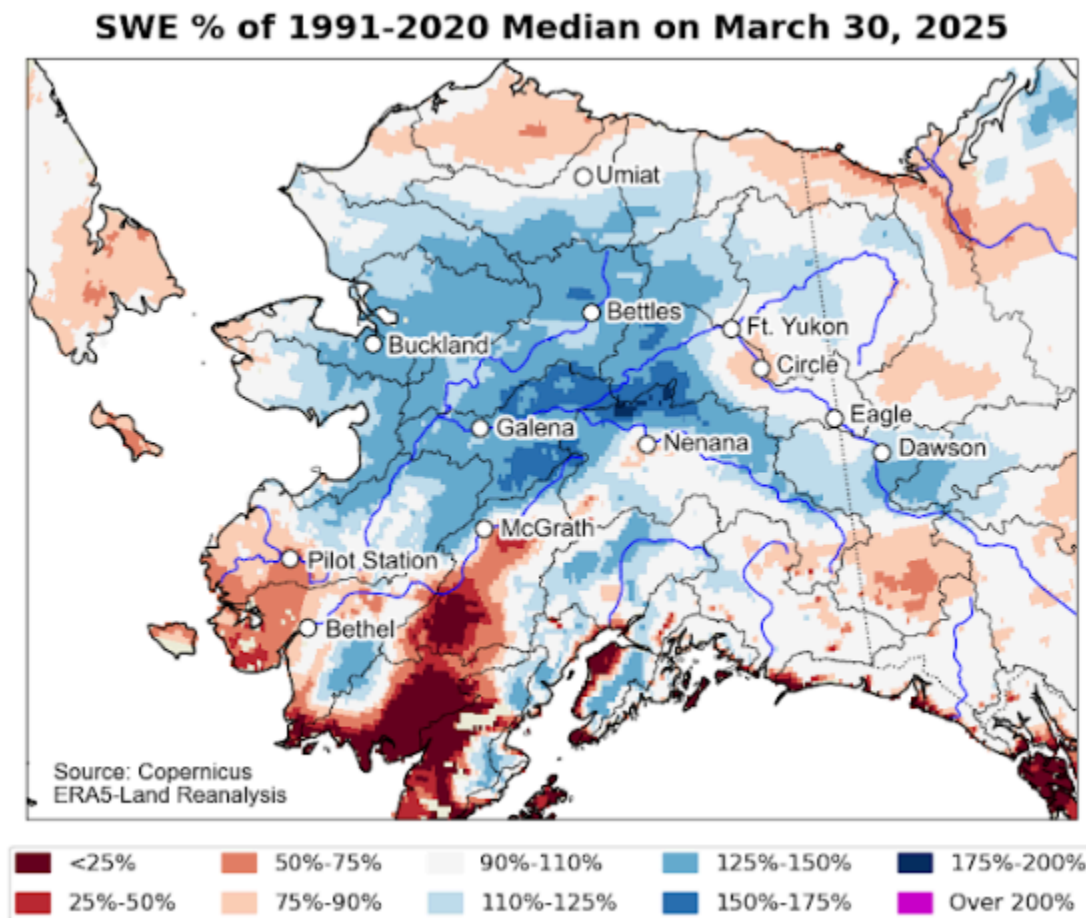 SWE % of 1991-2020 Median on March 30, 2025
Umiat
Bettles
Ft. Yukon
Buckland
Circle
Galena
Eagle
Nenana
Dawson
McGrath
Pilot Station
Bethel
Source: Copernicus
ERA5-Land Reanalysis
<25% 50%-75% 90%-110% 125%-150% 175%-200%
25%-50% 75%-90% 110%-125% 150%-175% Over 200%